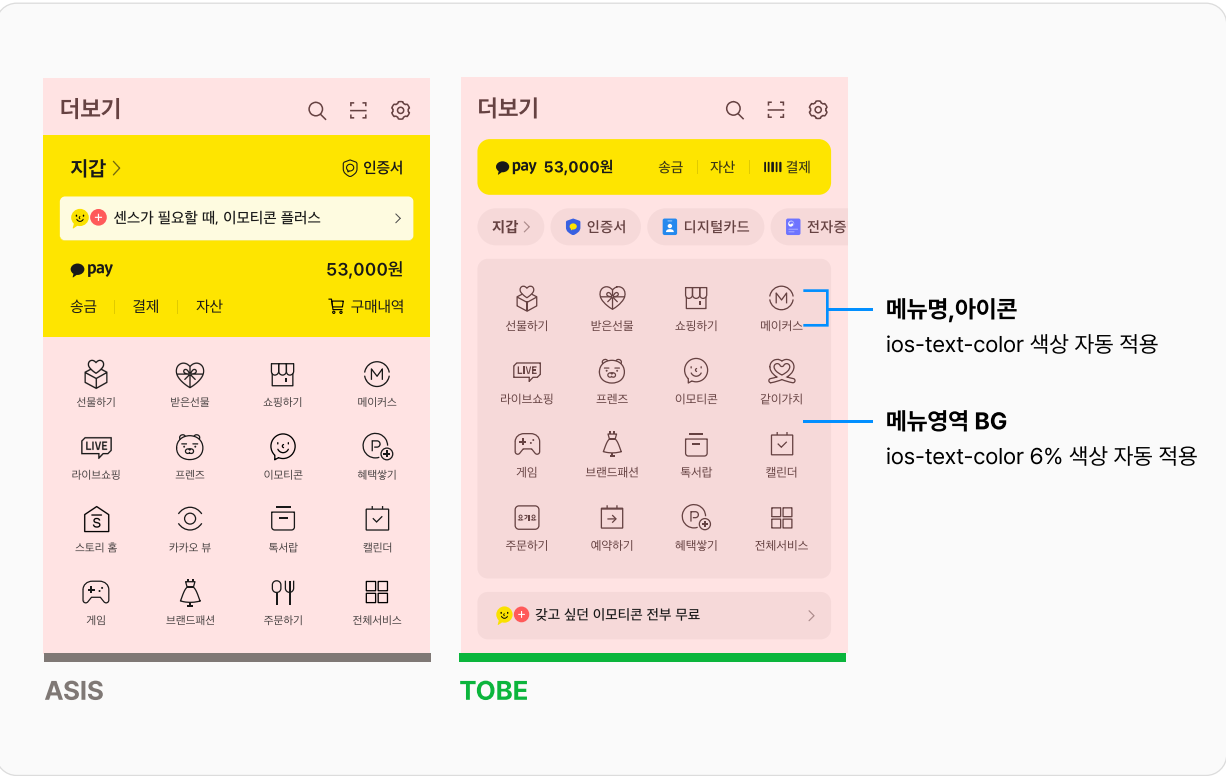 더보기
지갑
인증서
센스가 필요할 때, 이모티콘 플러스
pay
53,000원
송금 결제 자산
구매내역
선물하기 받은선물 쇼핑하기 메이커스
LIVE
라이브쇼핑 프렌즈 이모티콘 혜택쌓기
스토리 홈 카카오 뷰 톡서랍 캘린더
게임 브랜드패션 주문하기 전체서비스
ASIS
더보기
pay 53,000원 송금 자산 결제
지갑 인증서 디지털카드 전자증
선물하기 받은선물 쇼핑하기 메이커스
LIVE
라이브쇼핑 프렌즈 이모티콘 같이가치
게임 브랜드패션 톡서랍 캘린더
요게요
주문하기 예약하기 혜택쌓기 전체서비스
갖고 싶던 이모티콘 전부 무료
TOBE
메뉴명,아이콘
ios-text-color 색상 자동 적용
메뉴영역 BG
ios-text-color 6% 색상 자동 적용